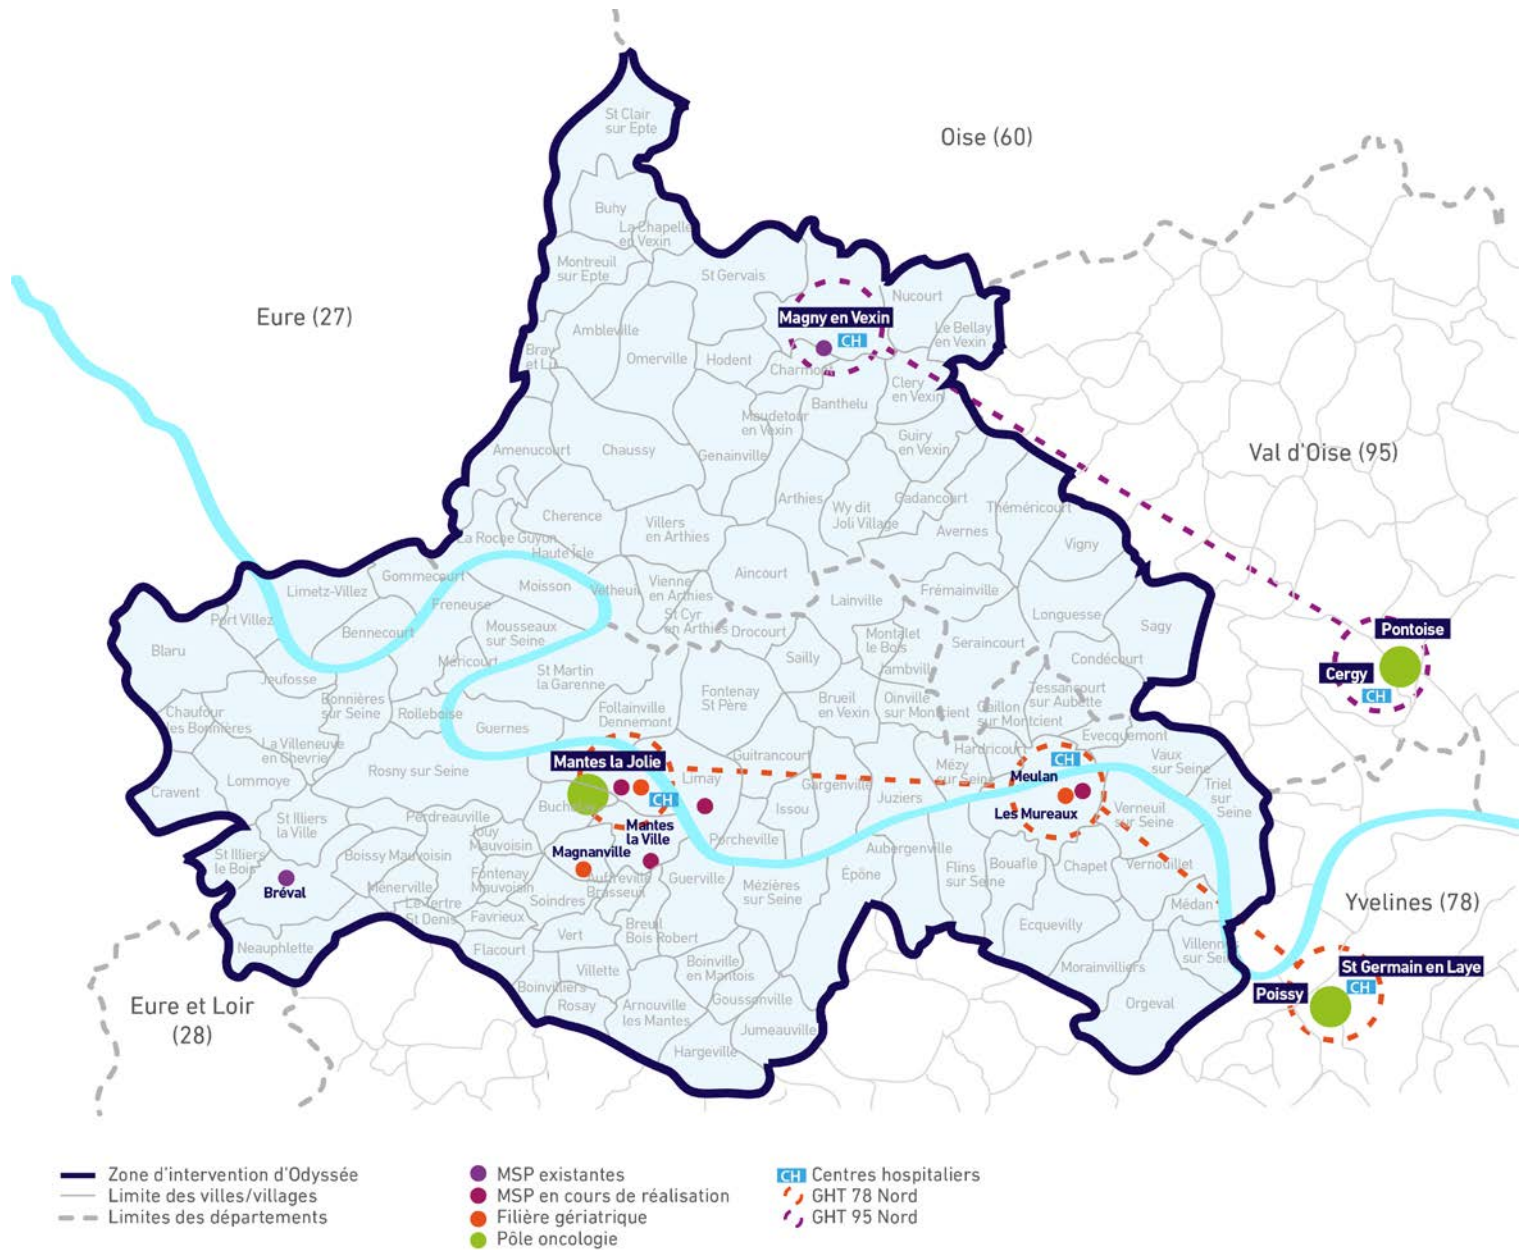 St Clair
sur Epte
Oise (60)
Buhy
La Chapelle
en Vexin
Montreuil
sur Epte
St Gervais
Nucourt
Eure (27)
Magny en Vexin
CH
Ambleville
Le Bellay
en Vexin
Bray
et Lu
Omerville
Hodent
Charmont
Clery
en Vexin
Banthelu
Maudetour
en Vexin
Guiry
en Vexin
Val d'Oise (95)
Amenucourt
Chaussy
Genainville
Arthies
Wy dit
Joli Village
Gadancourt
Théméricourt
Cherence
Villers
en Arthies
Avernes
Vigny
La Roche Guyon
Haute Isle
Gommecourt
Limetz-Villez
Moisson
Vétheuil
Vienne
en Arthies
Aincourt
Frémainville
Lainville
Freneuse
Port Villez
Bennecourt
Mousseaux
sur Seine
St Cyr
en Arthies
Drocourt
Longuesse
Sagy
Montalet
le Bois
Seraincourt
Pontoise
Blaru
Méricourt
Sailly
Jambville
Condécourt
Cergy
CH
Jeufosse
St Martin
la Garenne
Bonnières
sur Seine
Rolleboise
Fontenay
St Père
Brueil
en Vexin
Oinville
sur Montcient
Gaillon
sur Montcient
Tessancourt
sur Aubette
Chaufour
les Bonnières
Follainville
Dennemont
Guernes
Evecquemont
La Villeneuve
en Chevrie
Guitrancourt
Hardricourt
Vaux
sur Seine
Mantes la Jolie
CH
Rosny sur Seine
Lommoye
Cravent
Limay
Gargenville
Mézy
sur Seine
CH
Meulan
Triel
sur
Seine
Buchelay
Issou
Juziers
Les Mureaux
Verneuil
sur Seine
St Illiers
la Ville
Perdreauville
Mantes
la Ville
Porcheville
Jouy
Mauvoisin
Aubergenville
St Illiers
le Bois
Boissy Mauvoisin
Magnanville
Flins
sur Seine
Bouafle
Chapet
Vernouillet
Bréval
Ménerville
Fontenay
Mauvoisin
Auffreville
Brasseuil
Guerville
Mézières
sur Seine
Épône
Le Tertre
St Denis
Soindres
Médan
Yvelines (78)
Favrieux
Breuil
Bois Robert
Ecquevilly
Neauphlette
Flacourt
Vert
Villennes
sur Seine
Boinville
en Mantois
Morainvilliers
St Germain en Laye
CH
Poissy
Villette
Boinvilliers
Rosay
Eure et Loir
(28)
Arnouville
les Mantes
Goussonville
Orgeval
Jumeauville
Hargeville
Zone d'intervention d'Odyssée
Limite des villes/villages
Limites des départements
MSP existantes
MSP en cours de réalisation
Filière gériatrique
Pôle oncologie
CH Centres hospitaliers
GHT 78 Nord
GHT 95 Nord